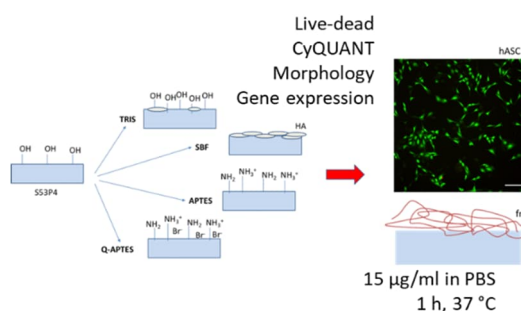 Live-dead
CyQUANT
Morphology
Gene expression
hASC
OH OH OH OH OH
TRIS
HA
SBF
OH OH OH
S53P4
NH₂ NH₃⁺ NH₂ NH₃⁺
APTES
NH₂ NH₃⁺ NH₂ NH₃⁺
Br⁻ Br⁻ Br⁻
Q-APTES
15 µg/ml in PBS
1 h, 37 °C